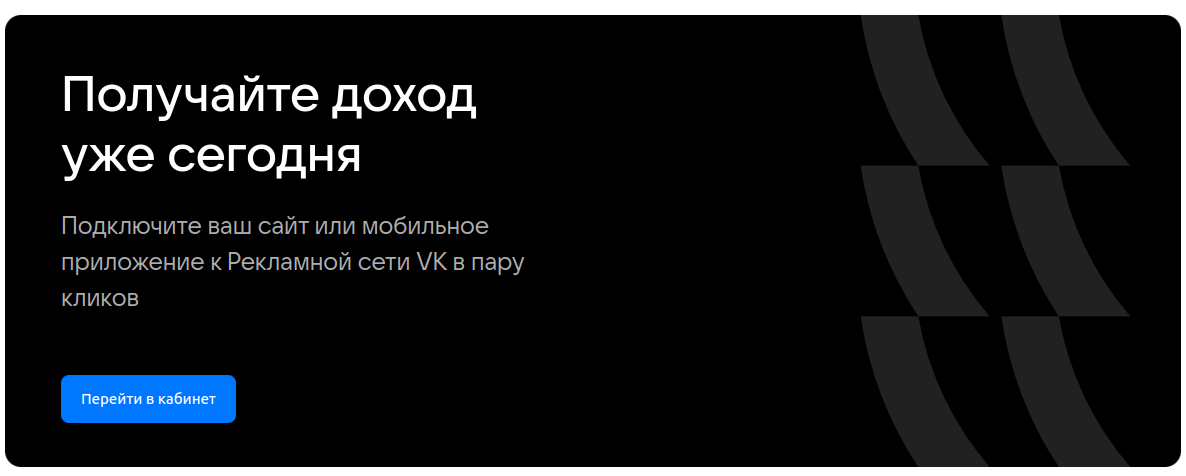 Получайте доход
уже сегодня
Подключите ваш сайт или мобильное
приложение к Рекламной сети VK в пару
кликов
Перейти в кабинет